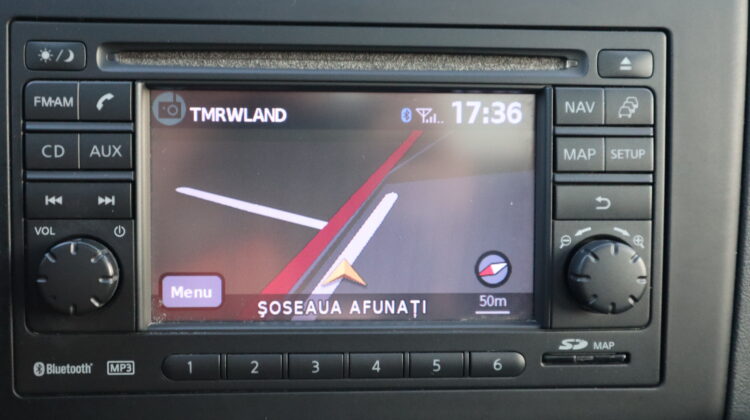 FM·AM
NAV
TMRWLAND
17:36
CD
AUX
MAP
SETUP
VOL
Menu
ŞOSEAUA AFUNAŢI
50m
Bluetooth
MP3
1
2
3
4
5
6
SD
MAP